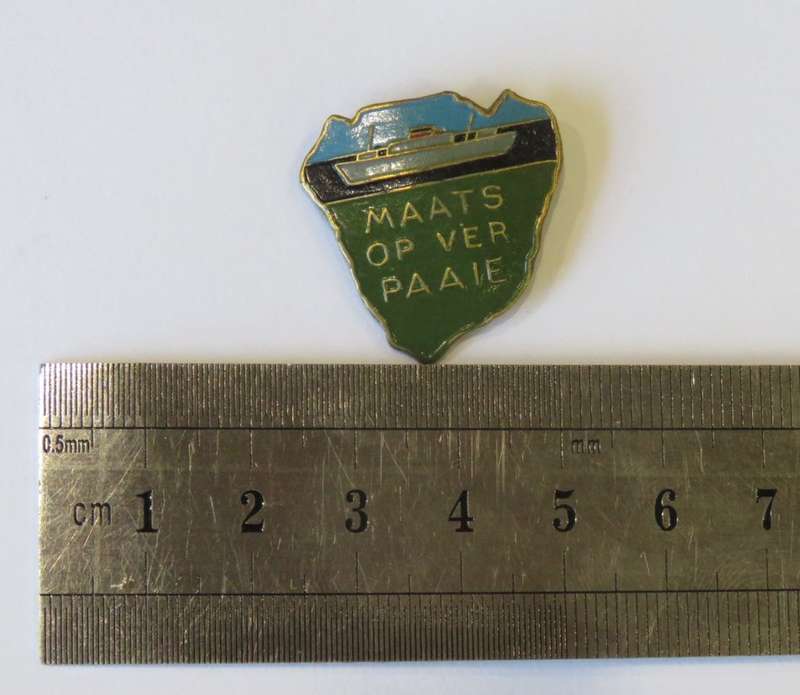 MAATS
OP VER
PAAIE
0.5mm mm
cm 1 2 3 4 5 6 7